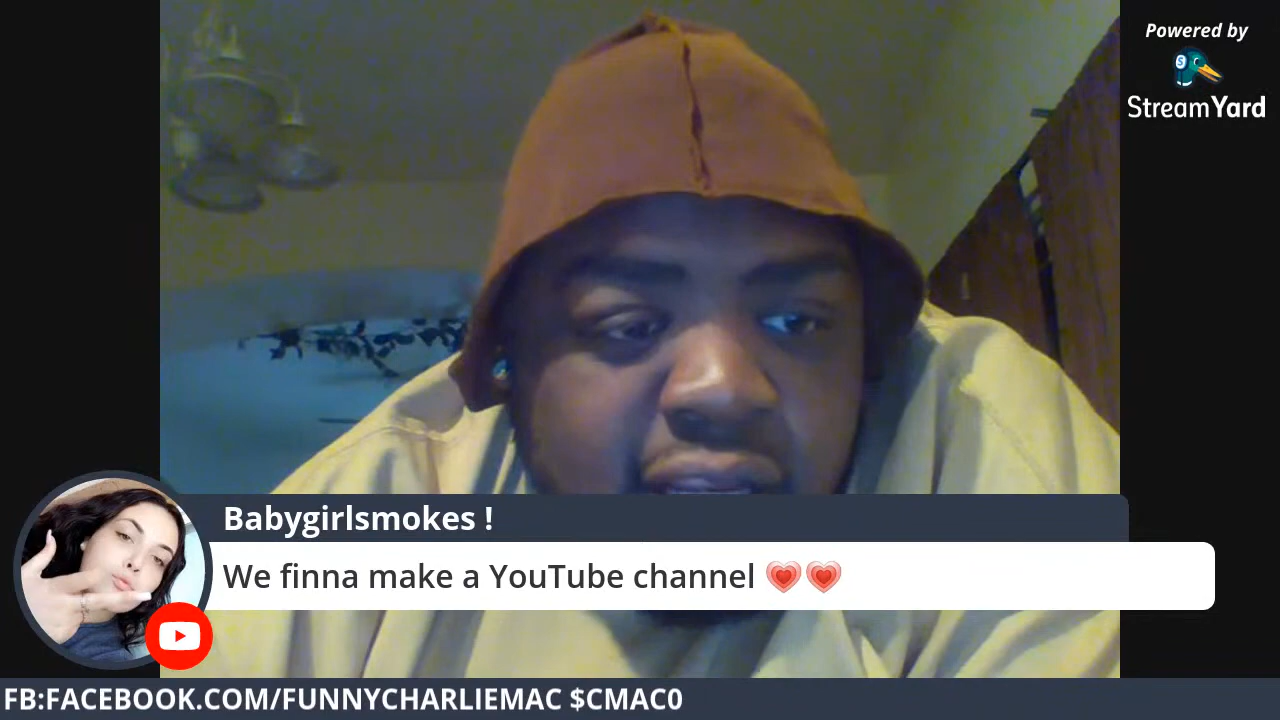 Powered by
StreamYard
Babygirlsmokes !
We finna make a YouTube channel 💗💗
FB:FACEBOOK.COM/FUNNYCHARLIEMAC $CMAC0